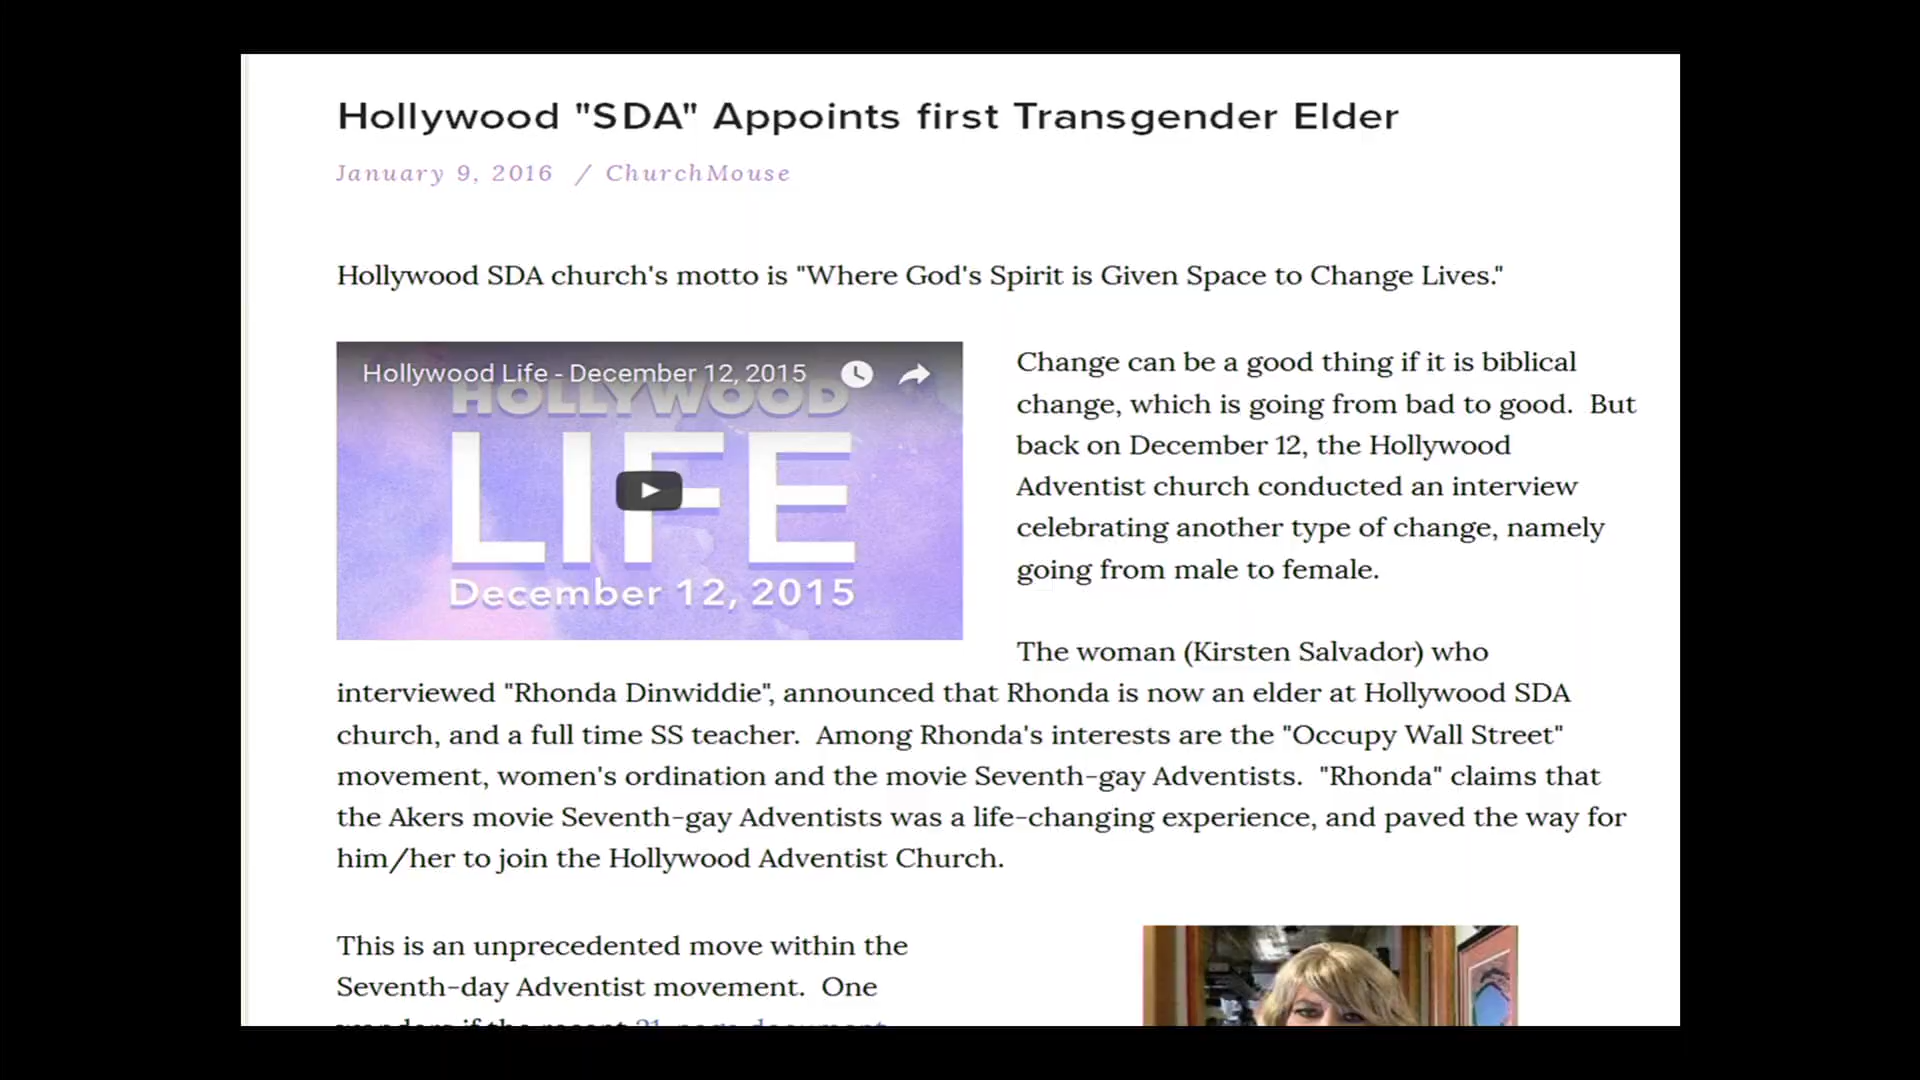 Hollywood "SDA" Appoints first Transgender Elder
January 9, 2016 / ChurchMouse
Hollywood SDA church's motto is "Where God's Spirit is Given Space to Change Lives."
Hollywood Life - December 12, 2015
HOLLYWOOD
LIFE
December 12, 2015
Change can be a good thing if it is biblical
change, which is going from bad to good. But
back on December 12, the Hollywood
Adventist church conducted an interview
celebrating another type of change, namely
going from male to female.
The woman (Kirsten Salvador) who
interviewed "Rhonda Dinwiddie", announced that Rhonda is now an elder at Hollywood SDA
church, and a full time SS teacher. Among Rhonda's interests are the "Occupy Wall Street"
movement, women's ordination and the movie Seventh-gay Adventists. "Rhonda" claims that
the Akers movie Seventh-gay Adventists was a life-changing experience, and paved the way for
him/her to join the Hollywood Adventist Church.
This is an unprecedented move within the
Seventh-day Adventist movement. One
wonders if the recent 21-page document